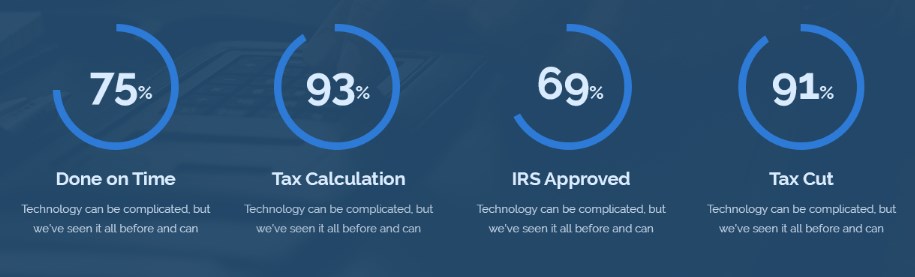 75%
Done on Time
Technology can be complicated, but
we've seen it all before and can
93%
Tax Calculation
Technology can be complicated, but
we've seen it all before and can
69%
IRS Approved
Technology can be complicated, but
we've seen it all before and can
91%
Tax Cut
Technology can be complicated, but
we've seen it all before and can